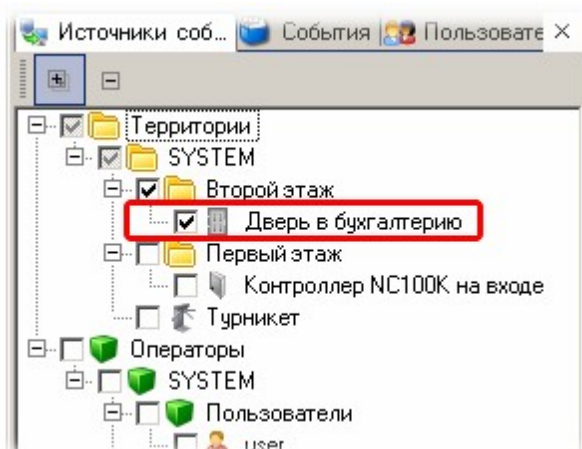 Источники соб... События Пользовате
Территории
SYSTEM
Второй этаж
Дверь в бухгалтерию
Первый этаж
Контроллер NC100K на входе
Турникет
Операторы
SYSTEM
Пользователи
user